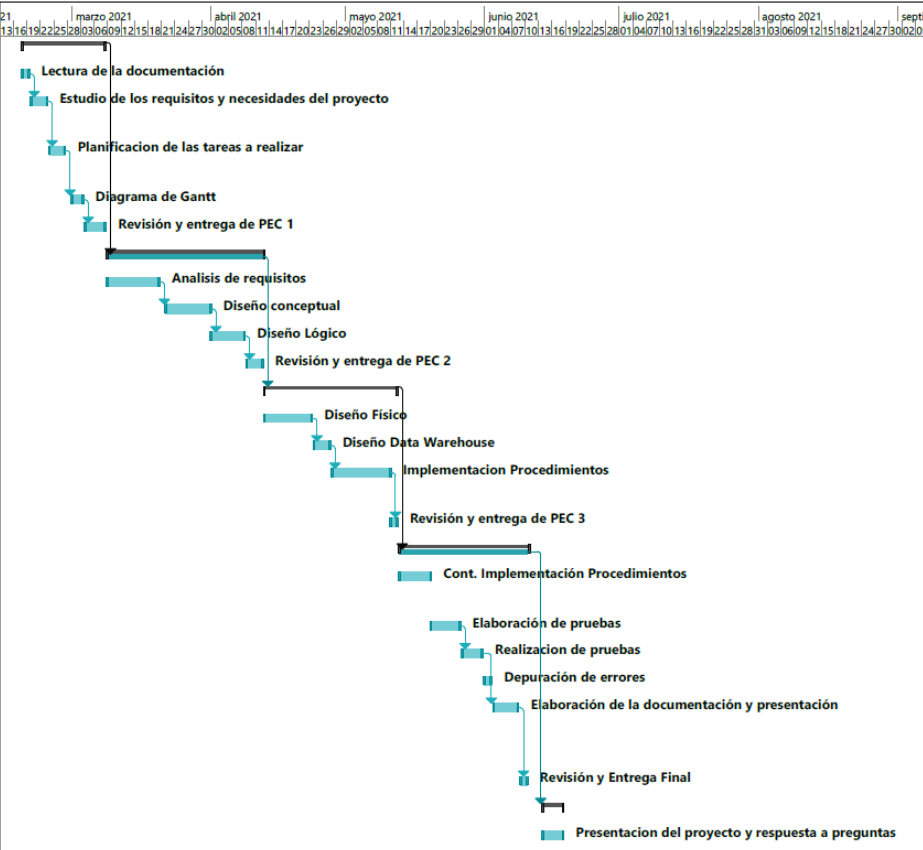 21 marzo 2021 abril 2021 mayo 2021 junio 2021 julio 2021 agosto 2021 sept
13 16 19 22 25 28 03 06 09 12 15 18 21 24 27 30 02 05 08 11 14 17 20 23 26 29 02 05 08 11 14 17 20 23 26 29 01 04 07 10 13 16 19 22 25 28 01 04 07 10 13 16 19 22 25 28 31 03 06 09 12 15 18 21 24 27 30 02 0
Lectura de la documentación
Estudio de los requisitos y necesidades del proyecto
Planificacion de las tareas a realizar
Diagrama de Gantt
Revisión y entrega de PEC 1
Analisis de requisitos
Diseño conceptual
Diseño Lógico
Revisión y entrega de PEC 2
Diseño Físico
Diseño Data Warehouse
Implementacion Procedimientos
Revisión y entrega de PEC 3
Cont. Implementación Procedimientos
Elaboración de pruebas
Realizacion de pruebas
Depuración de errores
Elaboración de la documentación y presentación
Revisión y Entrega Final
Presentacion del proyecto y respuesta a preguntas